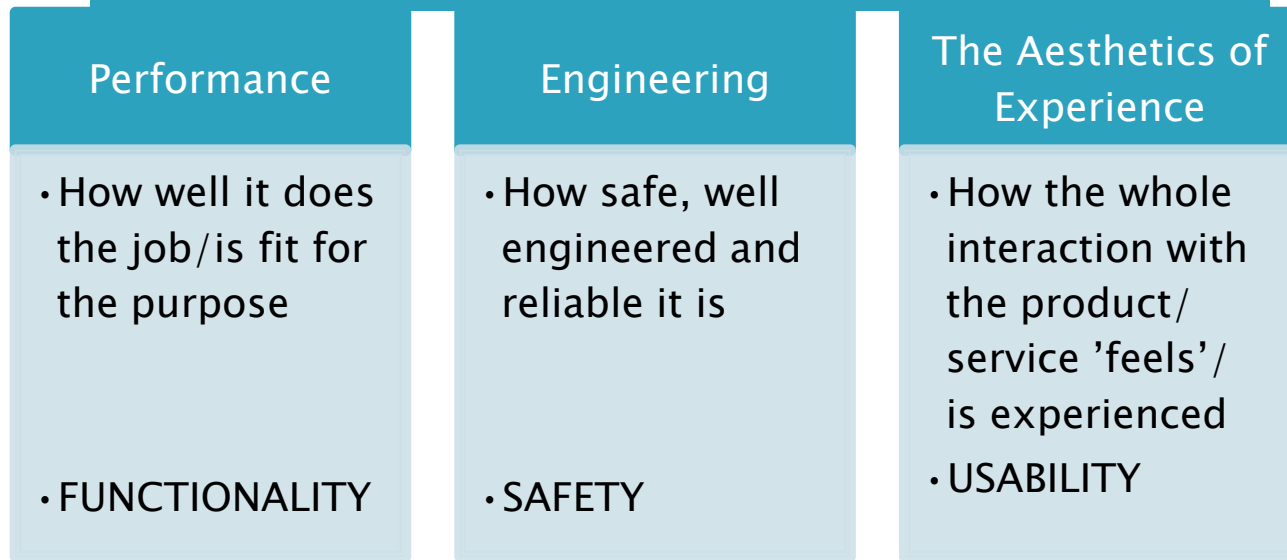 Performance
• How well it does
the job/is fit for
the purpose
• FUNCTIONALITY
Engineering
• How safe, well
engineered and
reliable it is
• SAFETY
The Aesthetics of
Experience
• How the whole
interaction with
the product/
service ’feels’/
is experienced
• USABILITY